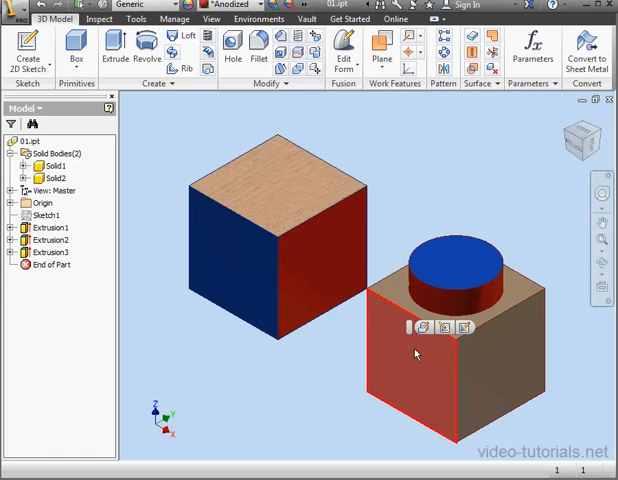 Generic
*Anodized
01.ipt
Sign In
PRO
3D Model Inspect Tools Manage View Environments Vault Get Started Online
Create 2D Sketch
Box
Extrude
Revolve
Loft
Rib
Hole
Fillet
Edit Form
Plane
Parameters
Convert to Sheet Metal
Sketch Primitives Create Modify Fusion Work Features Pattern Surface Parameters Convert
Model
01.ipt
Solid Bodies(2)
Solid1
Solid2
View: Master
Origin
Sketch1
Extrusion1
Extrusion2
Extrusion3
End of Part
Z
Y
X
video-tutorials.net
1 1